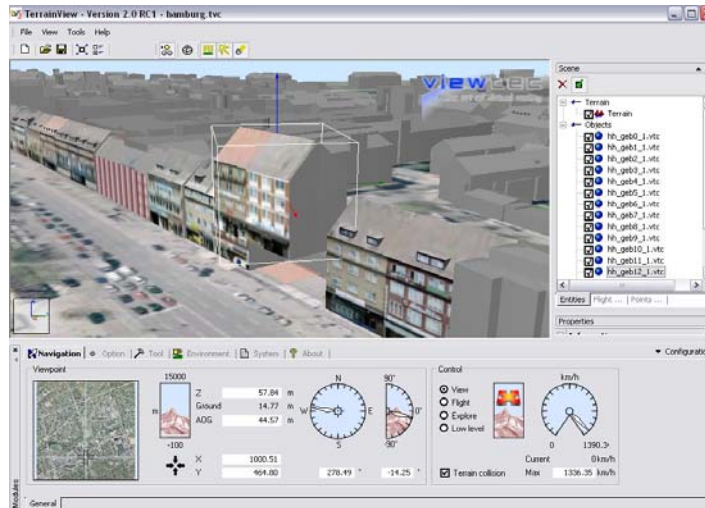 TerrainView - Version 2.0 RC1 - hamburg.tvc
File View Tools Help
viewtec
Scene
Terrain
Terrain
Objects
hh_geb0_1.vtc
hh_geb1_1.vtc
hh_geb2_1.vtc
hh_geb3_1.vtc
hh_geb4_1.vtc
hh_geb5_1.vtc
hh_geb6_1.vtc
hh_geb7_1.vtc
hh_geb8_1.vtc
hh_geb9_1.vtc
hh_geb10_1.vtc
hh_geb11_1.vtc
hh_geb12_1.vtc
Entities Flight ... Points ...
Properties
Navigation Option Tool Environment System About Configuratio
Viewpoint
15000
m
-100
Z 57.84 m
Ground 14.77 m
AOG 44.57 m
X 1000.51
Y 464.80
N
W E
S
278.49 °
90°
0°
-90°
-14.25 °
Control
View
Flight
Explore
Low level
Terrain collision
km/h
0 1390.3
Current 0 km/h
Max 1336.35 km/h
Modules
General